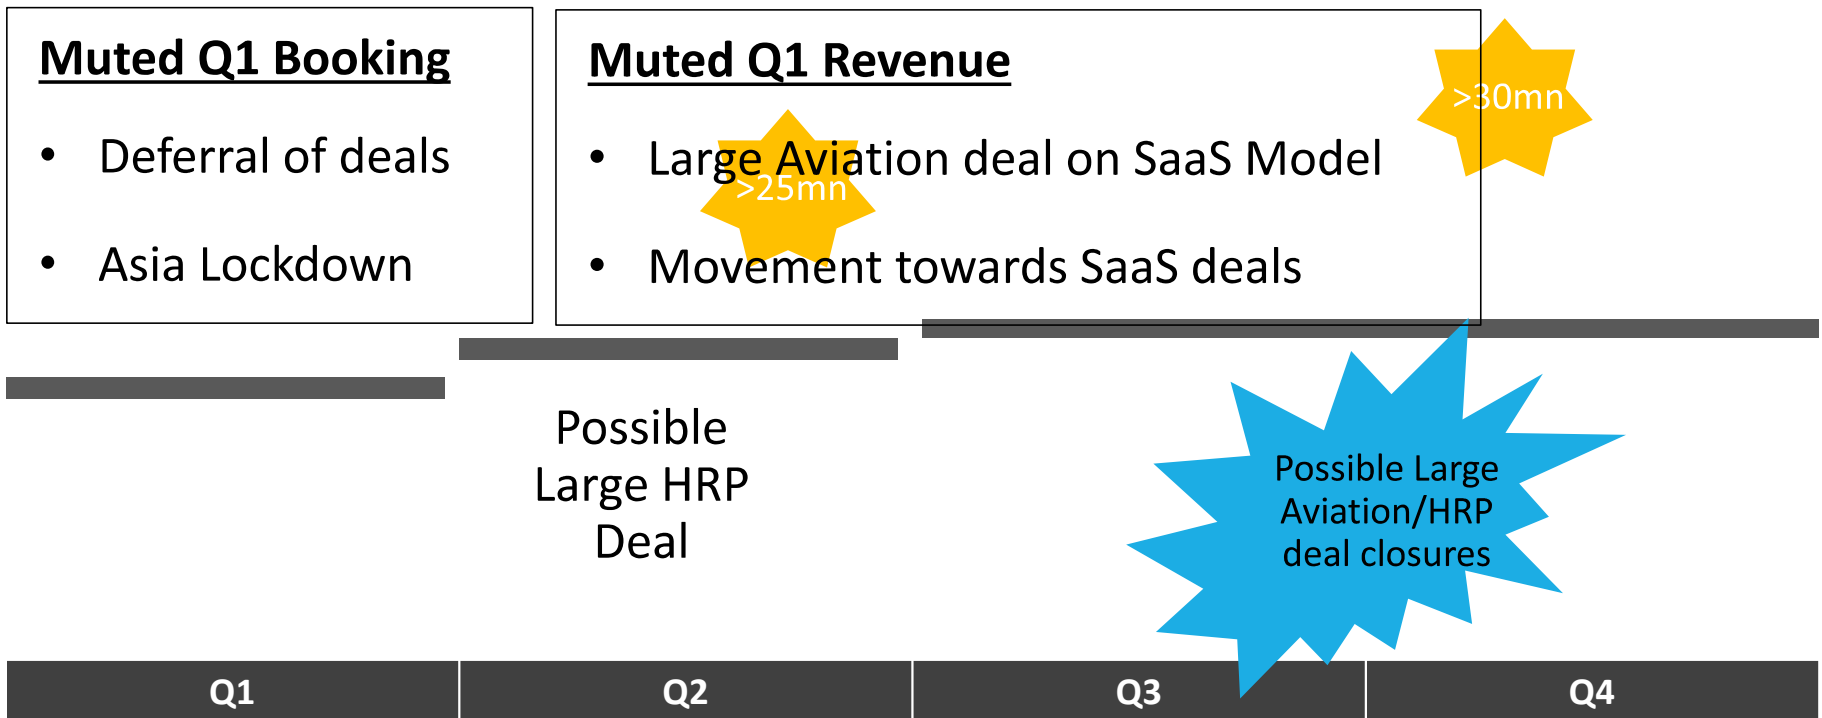 Muted Q1 Booking
• Deferral of deals
• Asia Lockdown
Muted Q1 Revenue
• Large Aviation deal on SaaS Model
• Movement towards SaaS deals
>25mn
>30mn
Possible
Large HRP
Deal
Possible Large
Aviation/HRP
deal closures
Q1
Q2
Q3
Q4